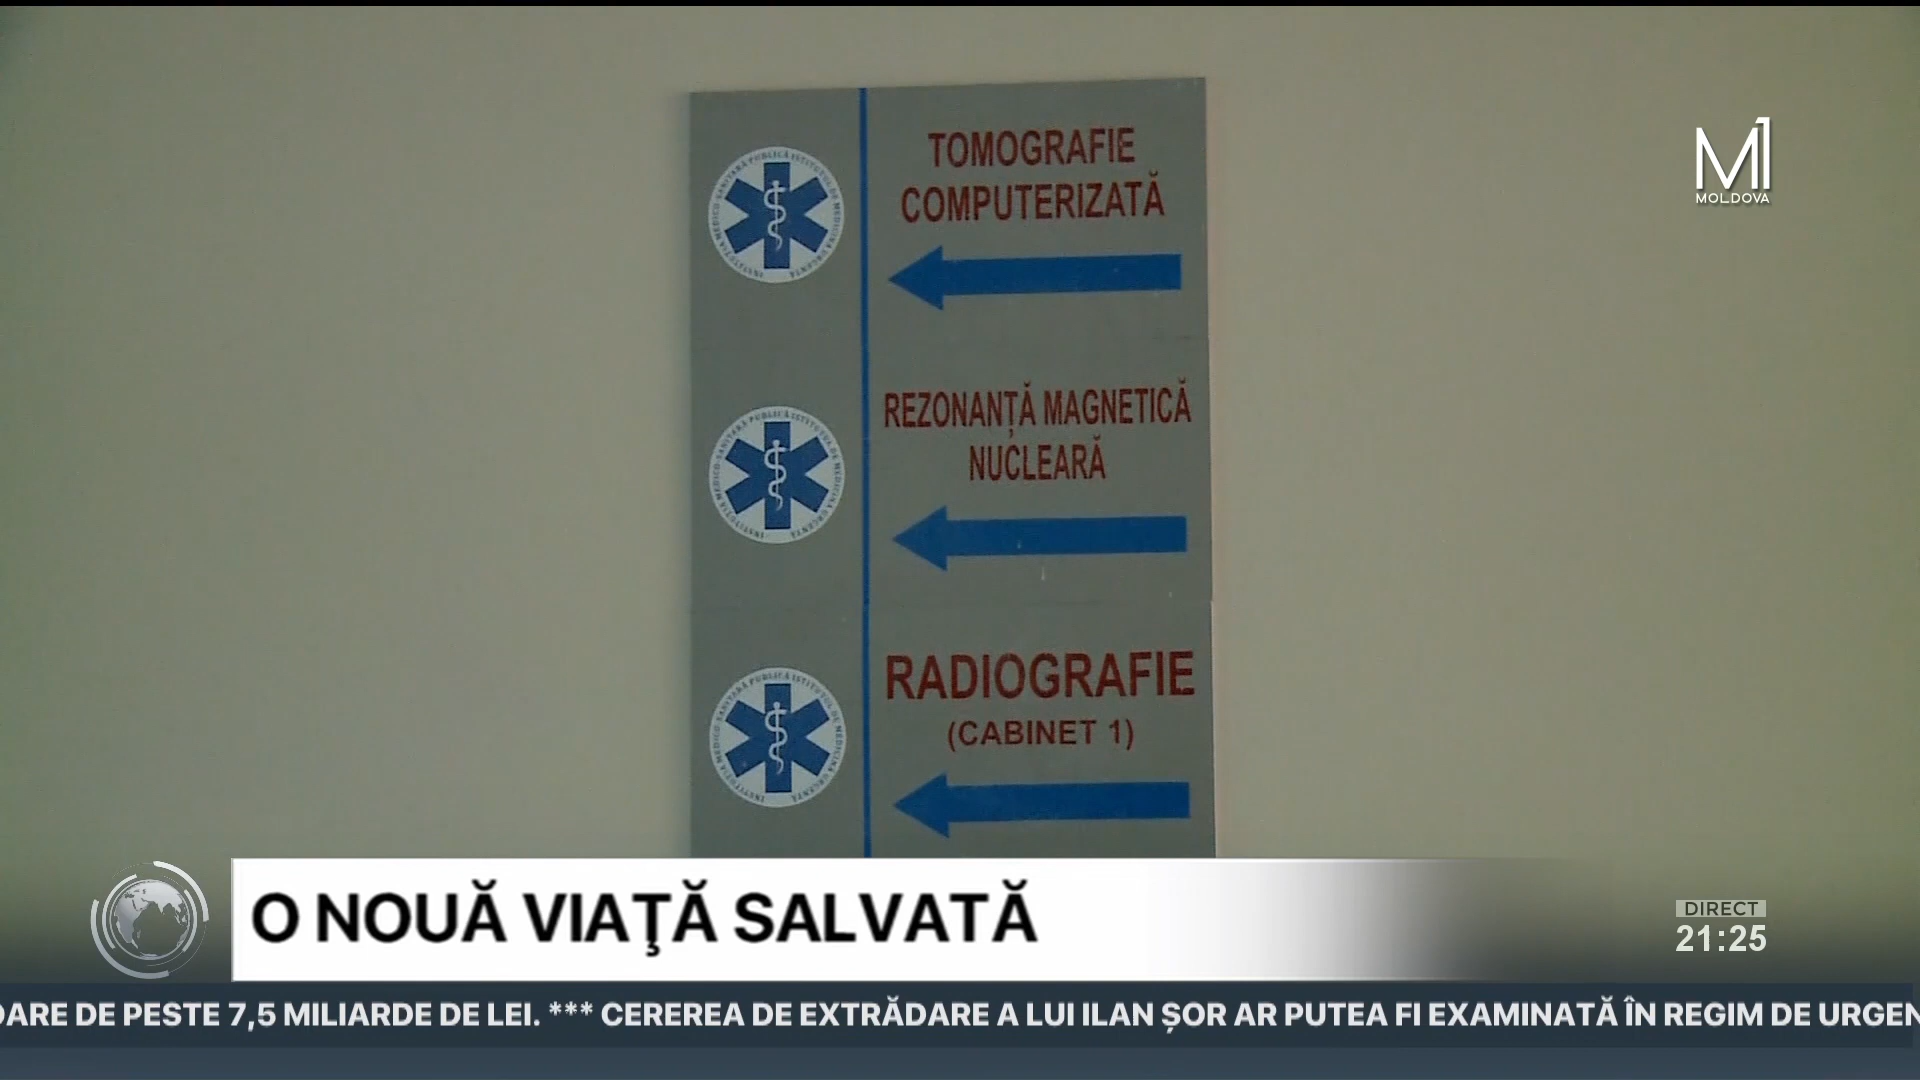 TOMOGRAFIE
COMPUTERIZATĂ
M1
MOLDOVA
REZONANȚĂ MAGNETICĂ
NUCLEARĂ
RADIOGRAFIE
(CABINET 1)
O NOUĂ VIAŢĂ SALVATĂ
DIRECT
21:25
DE PESTE 7,5 MILIARDE DE LEI. *** CEREREA DE EXTRĂDARE A LUI ILAN ȘOR AR PUTEA FI EXAMINATĂ ÎN REGIM DE URGEN